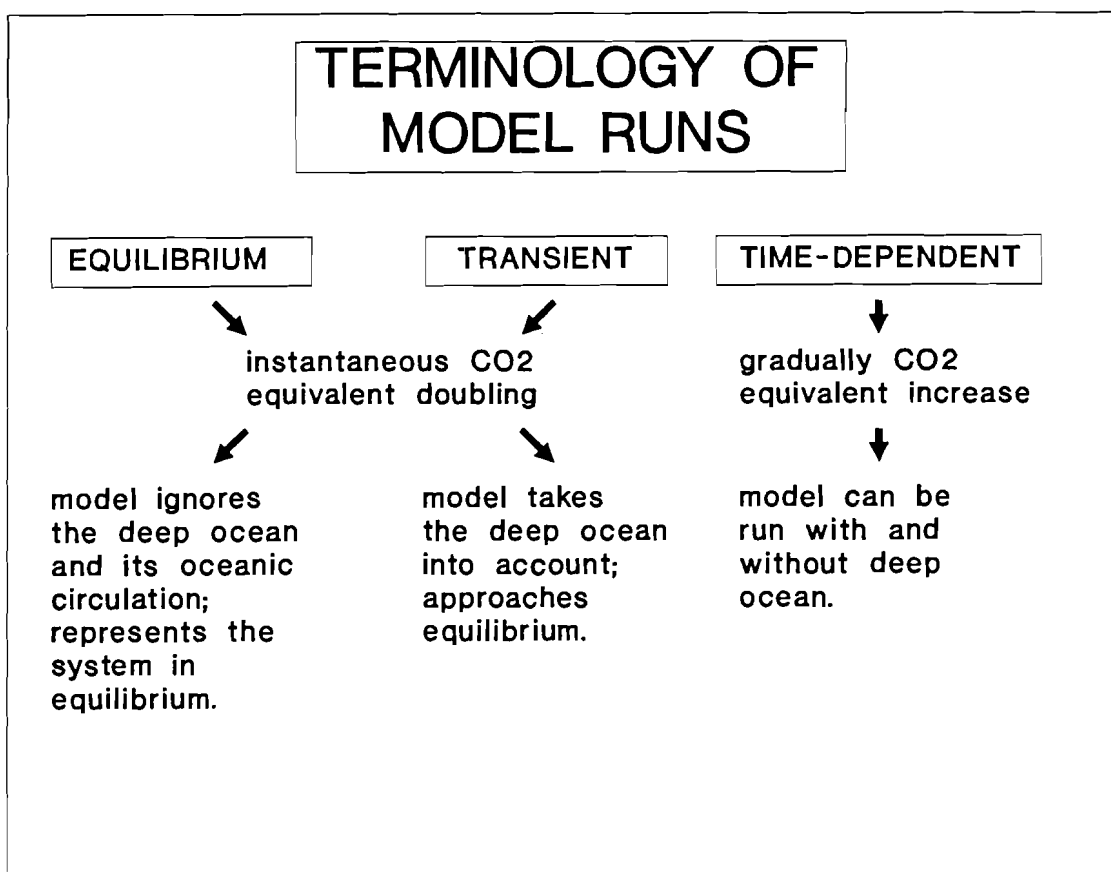 TERMINOLOGY OF
MODEL RUNS
EQUILIBRIUM
TRANSIENT
TIME-DEPENDENT
instantaneous CO2
equivalent doubling
gradually CO2
equivalent increase
model ignores
the deep ocean
and its oceanic
circulation;
represents the
system in
equilibrium.
model takes
the deep ocean
into account;
approaches
equilibrium.
model can be
run with and
without deep
ocean.